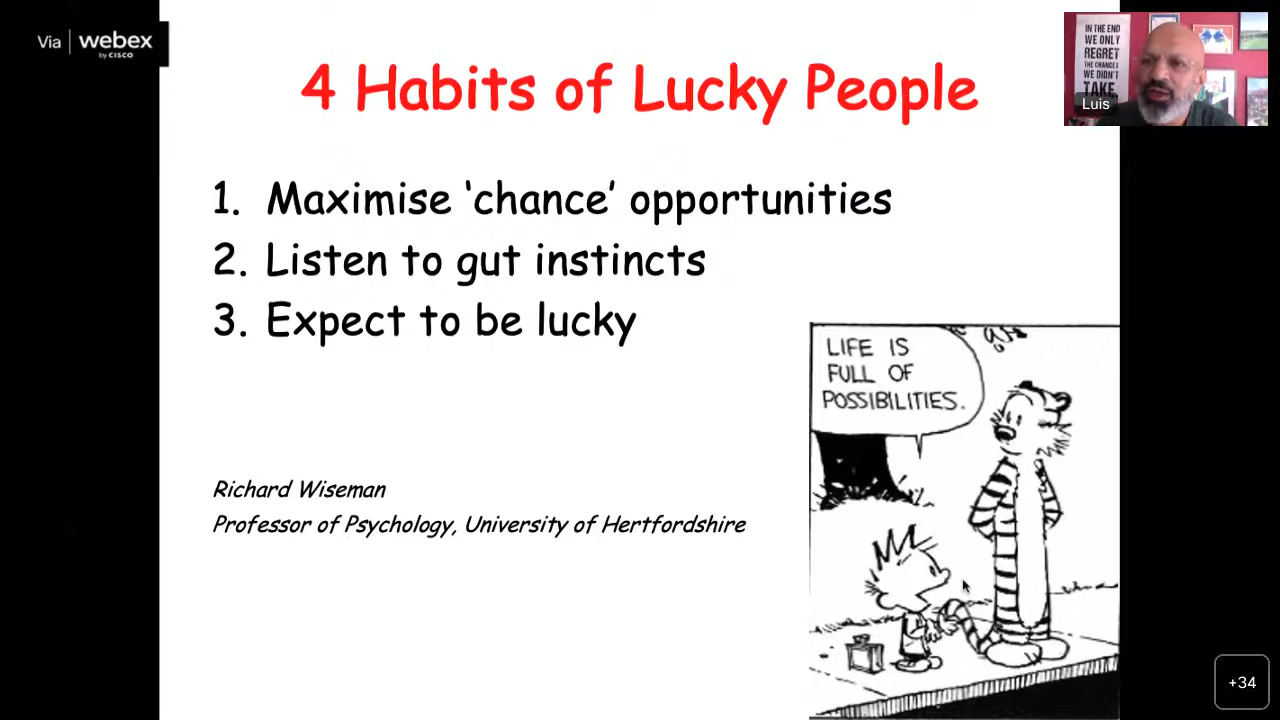 Via webex
by CISCO
4 Habits of Lucky People
1. Maximise ‘chance’ opportunities
2. Listen to gut instincts
3. Expect to be lucky
Richard Wiseman
Professor of Psychology, University of Hertfordshire
LIFE IS
FULL OF
POSSIBILITIES.
IN THE END
WE ONLY
REGRET
THE CHANCES
WE DIDN'T
TAKE.
Luis
+34